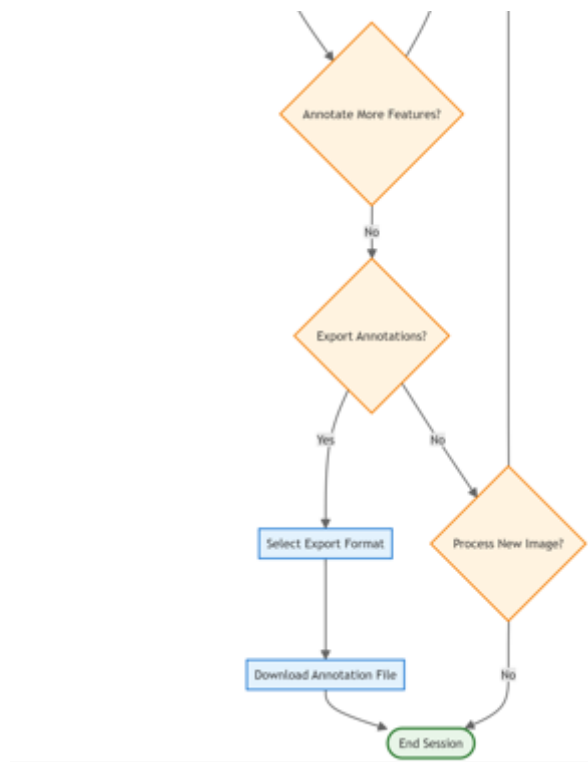 Annotate More Features?
No
Export Annotations?
Yes
No
Select Export Format
Process New Image?
Download Annotation File
No
End Session